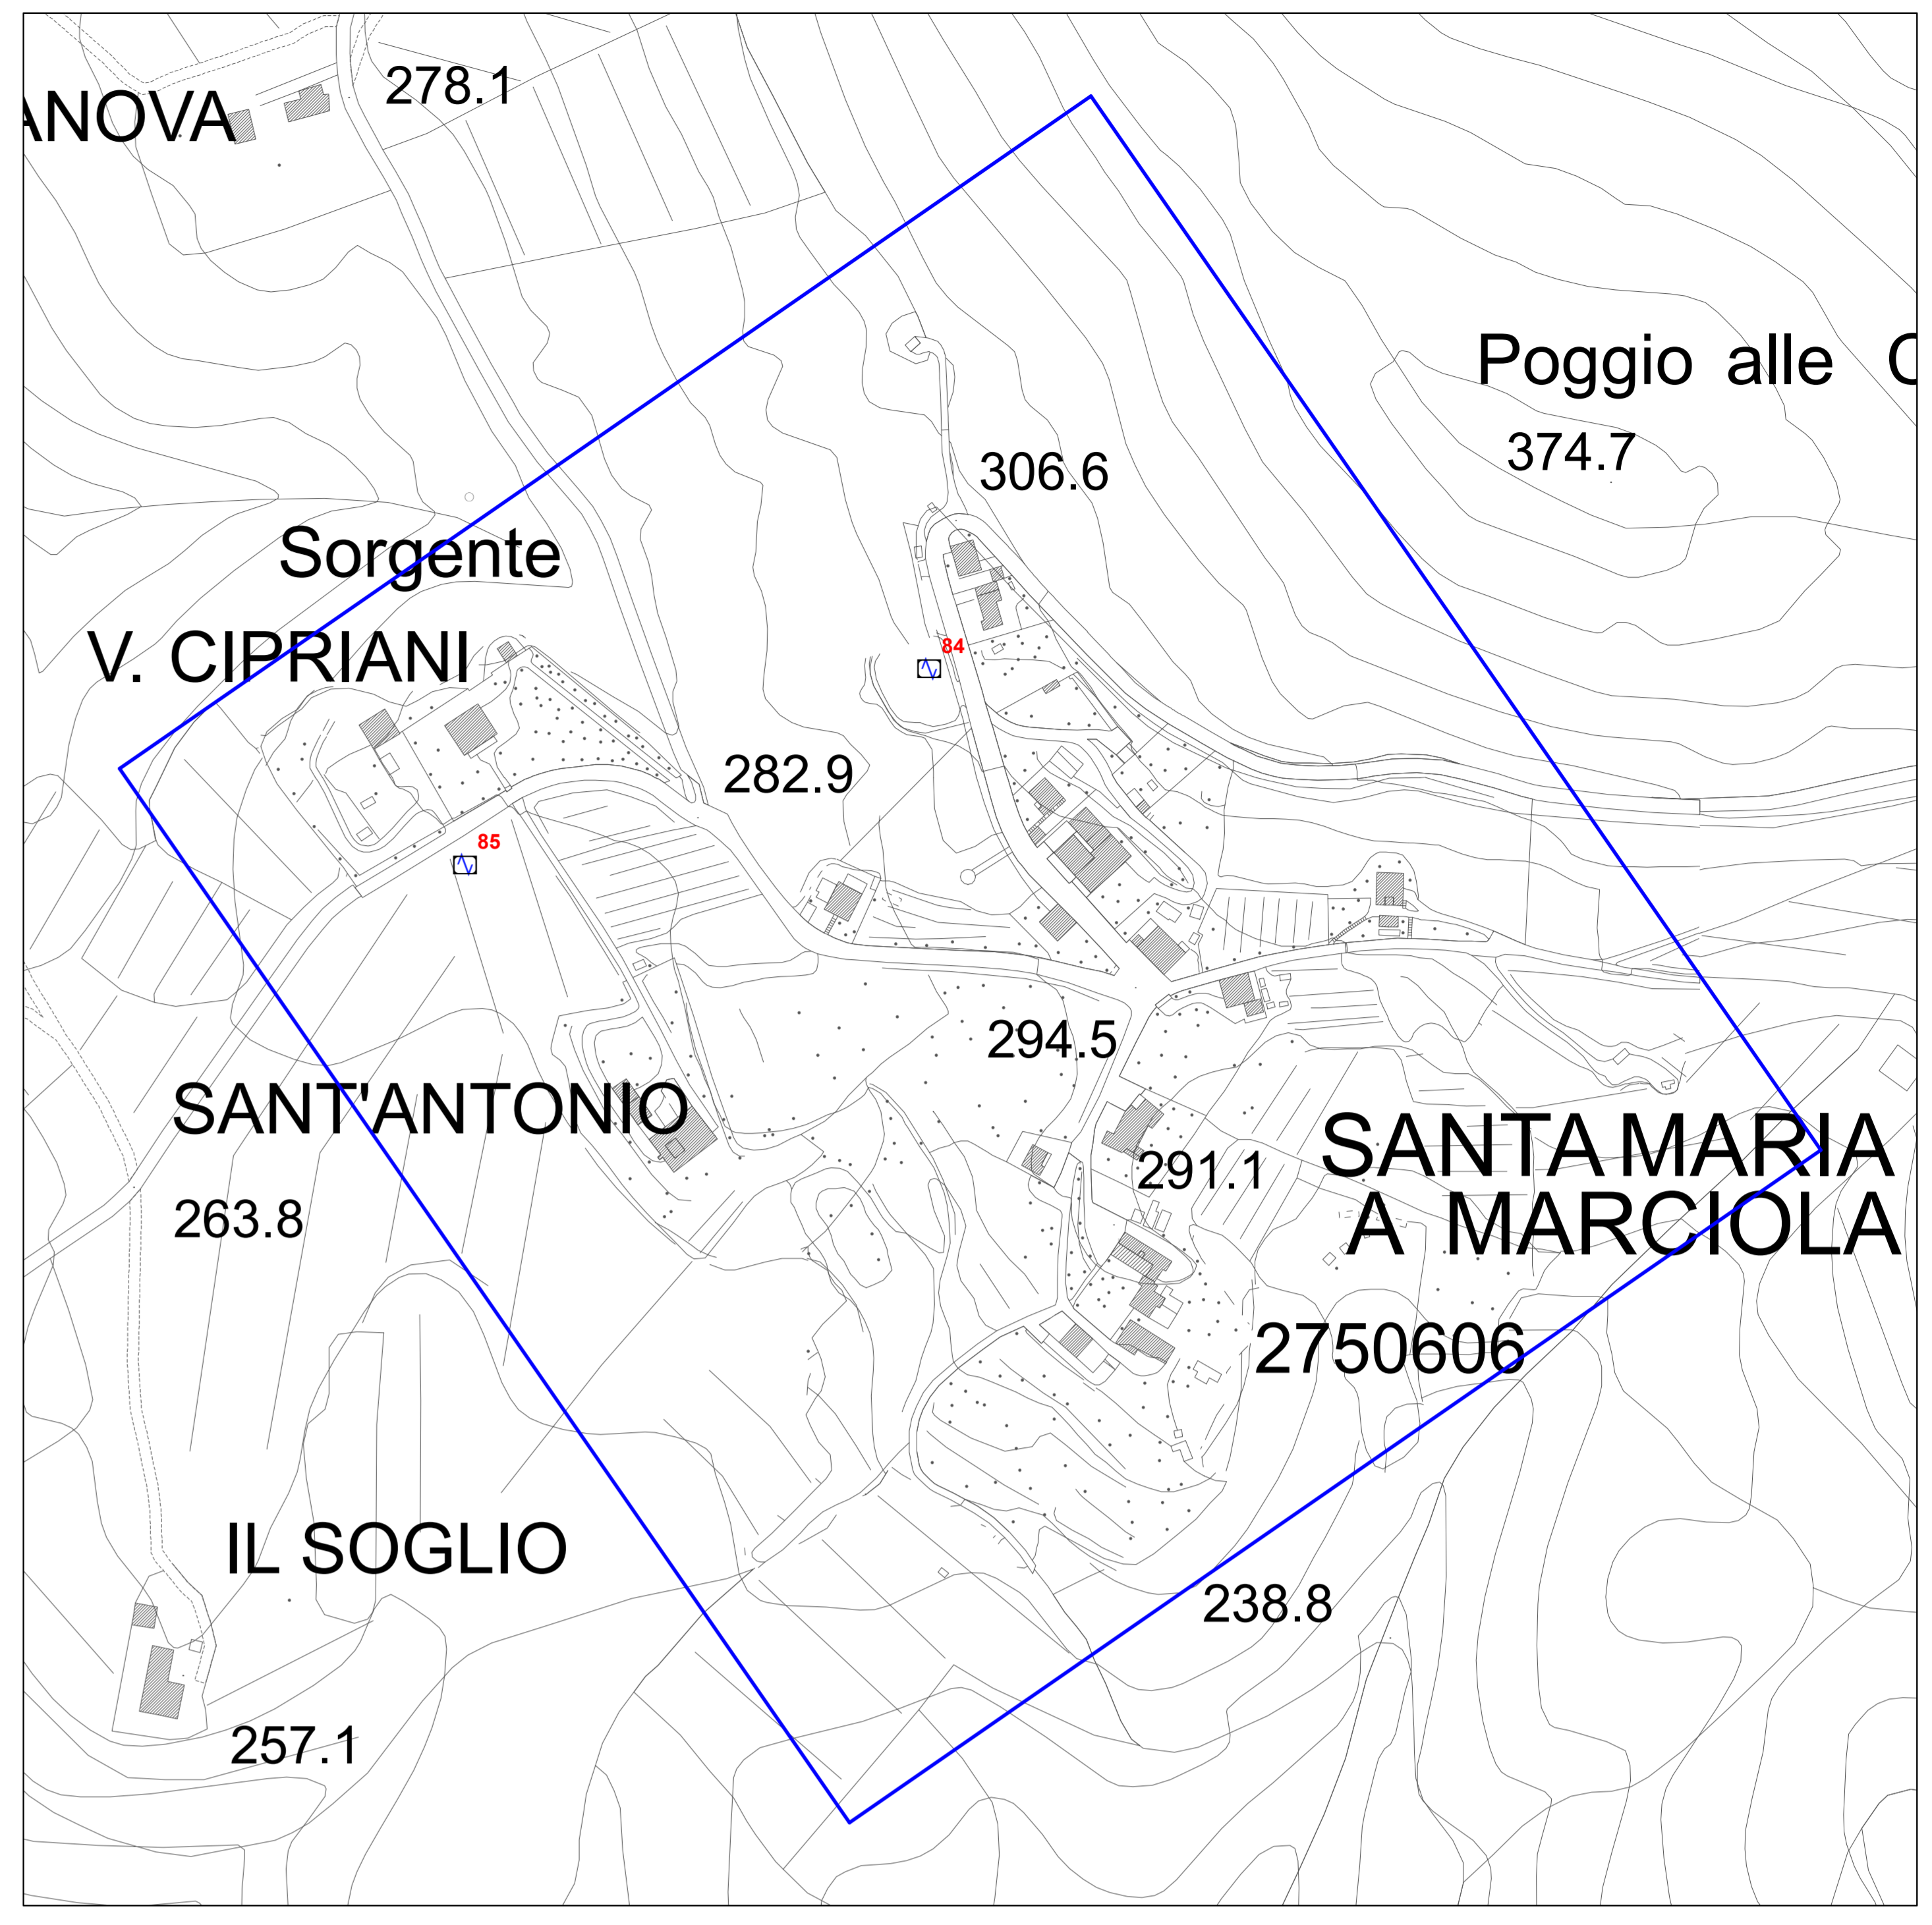 278.1
ANOVA
Poggio alle C
374.7
306.6
Sorgente
V. CIPRIANI
84
282.9
85
294.5
SANT'ANTONIO
291.1
SANTA MARIA
A MARCIOLA
263.8
2750606
IL SOGLIO
238.8
257.1